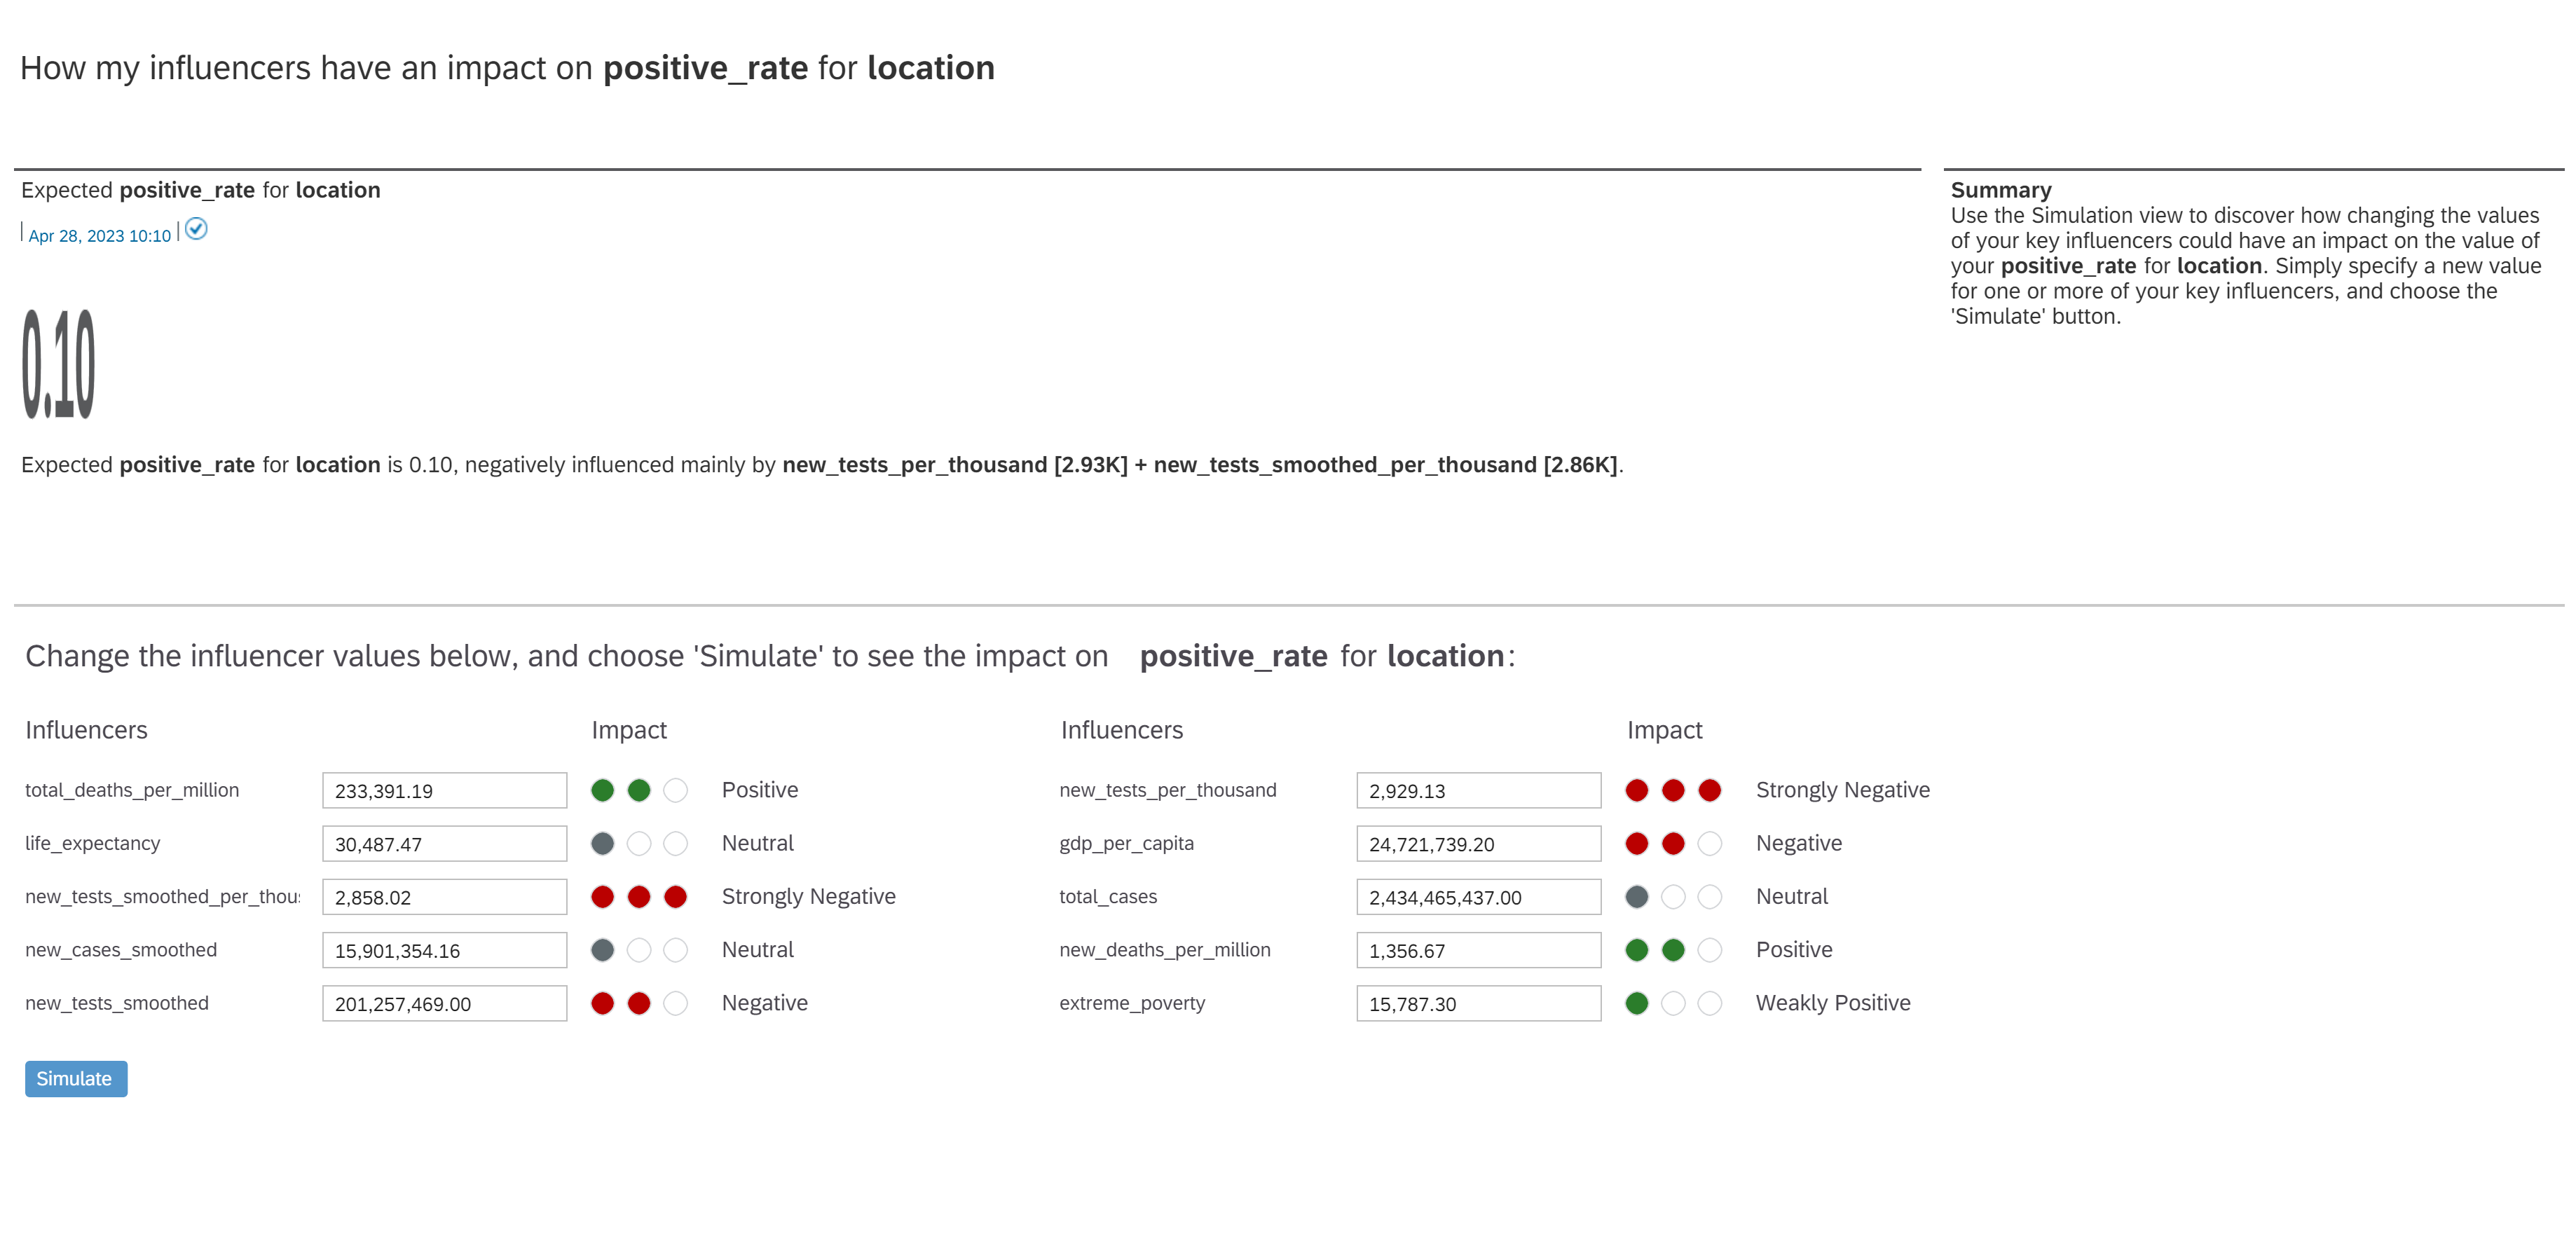 How my influencers have an impact on positive_rate for location
Expected positive_rate for location
Apr 28, 2023 10:10
0.10
Expected positive_rate for location is 0.10, negatively influenced mainly by new_tests_per_thousand [2.93K] + new_tests_smoothed_per_thousand [2.86K].
Summary
Use the Simulation view to discover how changing the values
of your key influencers could have an impact on the value of
your positive_rate for location. Simply specify a new value
for one or more of your key influencers, and choose the
'Simulate' button.
Change the influencer values below, and choose 'Simulate' to see the impact on positive_rate for location:
Influencers Impact Influencers Impact
total_deaths_per_million 233,391.19 Positive new_tests_per_thousand 2,929.13 Strongly Negative
life_expectancy 30,487.47 Neutral gdp_per_capita 24,721,739.20 Negative
new_tests_smoothed_per_thou 2,858.02 Strongly Negative total_cases 2,434,465,437.00 Neutral
new_cases_smoothed 15,901,354.16 Neutral new_deaths_per_million 1,356.67 Positive
new_tests_smoothed 201,257,469.00 Negative extreme_poverty 15,787.30 Weakly Positive
Simulate